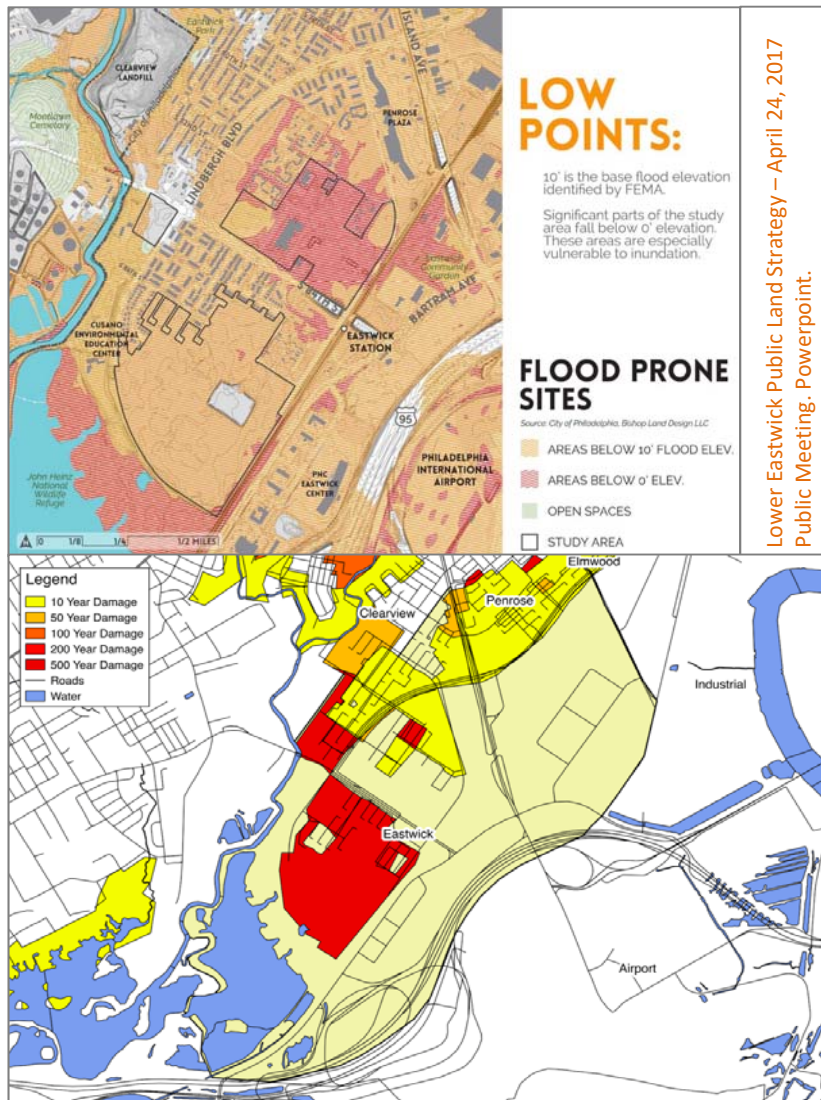 Eastwick
Park
CLEARVIEW
LANDFILL
ISLAND AVE
LINDBERGH BLVD
PENROSE
PLAZA
Cemetery
S 84TH S
BARTRAM AVE
Community
Garden
EASTWICK
STATION
CUSANO
ENVIRONMENTAL
EDUCATION
CENTER
95
PHILADELPHIA
INTERNATIONAL
AIRPORT
PNC
EASTWICK
CENTER
John Heinz
National
Wildlife
Refuge
0 1/8 1/4 1/2 MILES
LOW
POINTS:
10' is the base flood elevation
identified by FEMA.
Significant parts of the study
area fall below 0' elevation.
These areas are especially
vulnerable to inundation.
FLOOD PRONE
SITES
Source: City of Philadelphia, Bishop Land Design LLC
AREAS BELOW 10' FLOOD ELEV.
AREAS BELOW 0' ELEV.
OPEN SPACES
STUDY AREA
Lower Eastwick Public Land Strategy – April 24, 2017
Public Meeting. Powerpoint.
Legend
10 Year Damage
50 Year Damage
100 Year Damage
200 Year Damage
500 Year Damage
Roads
Water
Elmwood
Penrose
Clearview
Industrial
Eastwick
Airport